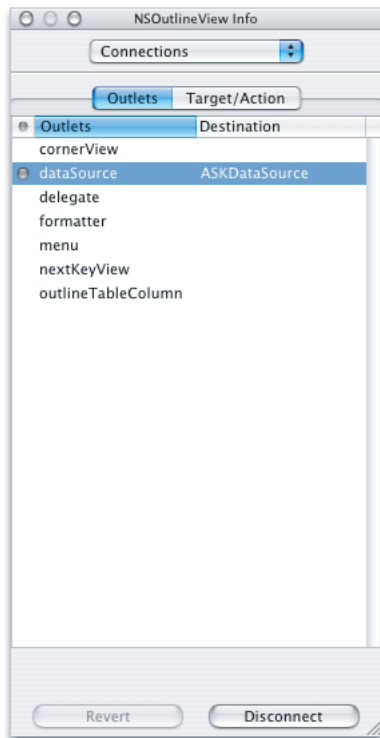 NSOutlineView Info
Connections
Outlets Target/Action
Outlets Destination
cornerView
dataSource ASKDataSource
delegate
formatter
menu
nextKeyView
outlineTableColumn
Revert Disconnect